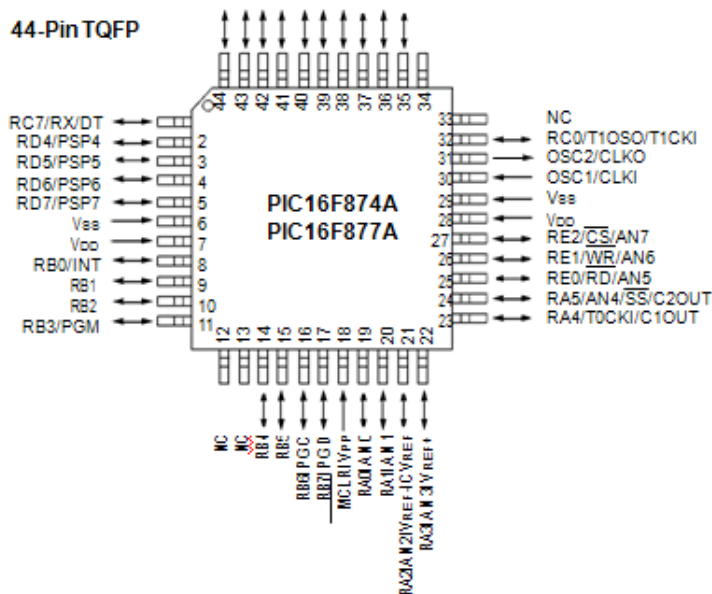 44-Pin TQFP
44 43 42 41 40 39 38 37 36 35 34
RC7/RX/DT
RD4/PSP4
RD5/PSP5
RD6/PSP6
RD7/PSP7
VSS
VDD
RB0/INT
RB1
RB2
RB3/PGM
2
3
4
5
6
7
8
9
10
11
PIC16F874A
PIC16F877A
33
32
31
30
29
28
27
26
25
24
23
NC
RC0/T1OSO/T1CKI
OSC2/CLKO
OSC1/CLKI
VSS
VDD
RE2/CS/AN7
RE1/WR/AN6
RE0/RD/AN5
RA5/AN4/SS/C2OUT
RA4/T0CKI/C1OUT
12 13 14 15 16 17 18 19 20 21 22
NC
NC
RB4
RB5
RB6/PGC
RB7/PGD
MCLR/VPP
RA0/AN0
RA1/AN1
RA2/AN2/VREF-/CVREF
RA3/AN3/VREF+